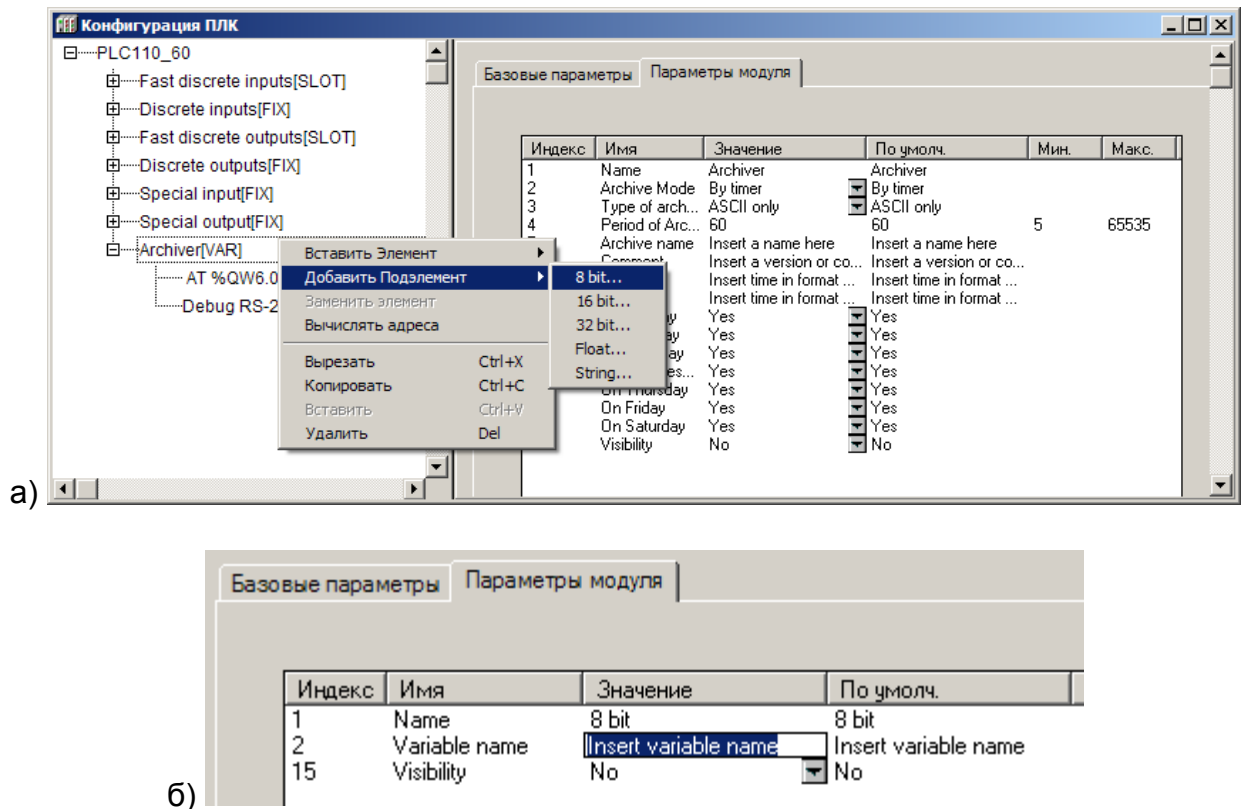 Конфигурация ПЛК
PLC110_60
Fast discrete inputs[SLOT]
Discrete inputs[FIX]
Fast discrete outputs[SLOT]
Discrete outputs[FIX]
Special input[FIX]
Special output[FIX]
Archiver[VAR]
AT %QW6.0
Debug RS-2
Вставить Элемент
Добавить Подэлемент
Заменить элемент
Вычислять адреса
Вырезать Ctrl+X
Копировать Ctrl+C
Вставить Ctrl+V
Удалить Del
8 bit...
16 bit...
32 bit...
Float...
String...
Базовые параметры Параметры модуля
Индекс Имя Значение По умолч. Мин. Макс.
1 Name Archiver Archiver
2 Archive Mode By timer By timer
3 Type of arch... ASCII only ASCII only
4 Period of Arc... 60 60 5 65535
Archive name Insert a name here Insert a name here
Comment Insert a version or co... Insert a version or co...
Insert time in format ... Insert time in format ...
Insert time in format ... Insert time in format ...
y Yes Yes
ay Yes Yes
ay Yes Yes
es... Yes Yes
On Thursday Yes Yes
On Friday Yes Yes
On Saturday Yes Yes
Visibility No No
а)
Базовые параметры Параметры модуля
Индекс Имя Значение По умолч.
1 Name 8 bit 8 bit
2 Variable name Insert variable name Insert variable name
15 Visibility No No
б)